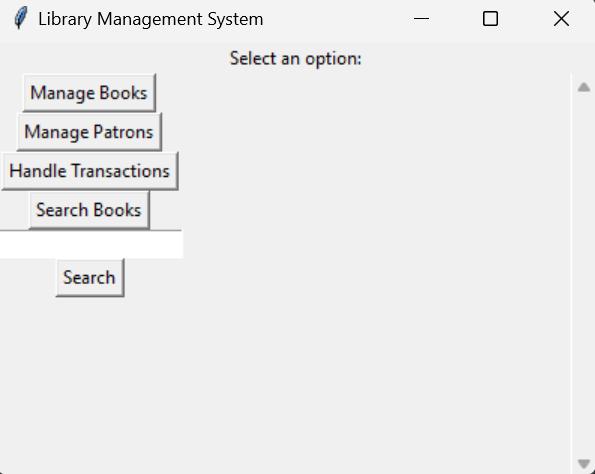 Library Management System
Select an option:
Manage Books
Manage Patrons
Handle Transactions
Search Books
Search